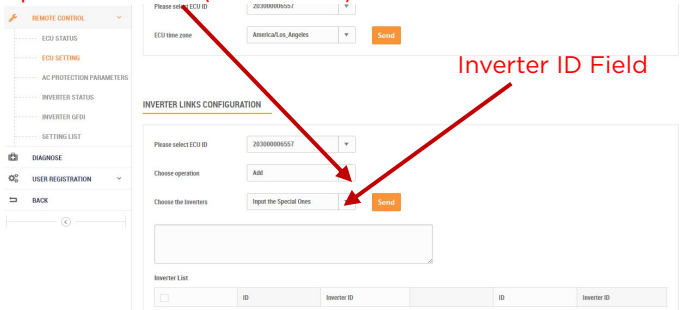 REMOTE CONTROL
ECU STATUS
ECU SETTING
AC PROTECTION PARAMETERS
INVERTER STATUS
INVERTER GFDI
SETTING LIST
DIAGNOSE
USER REGISTRATION
BACK
Please select ECU ID 203000006557
ECU time zone America/Los_Angeles Send
Inverter ID Field
INVERTER LINKS CONFIGURATION
Please select ECU ID 203000006557
Choose operation Add
Choose the Inverters Input the Special Ones Send
Inverter List
ID Inverter ID ID Inverter ID